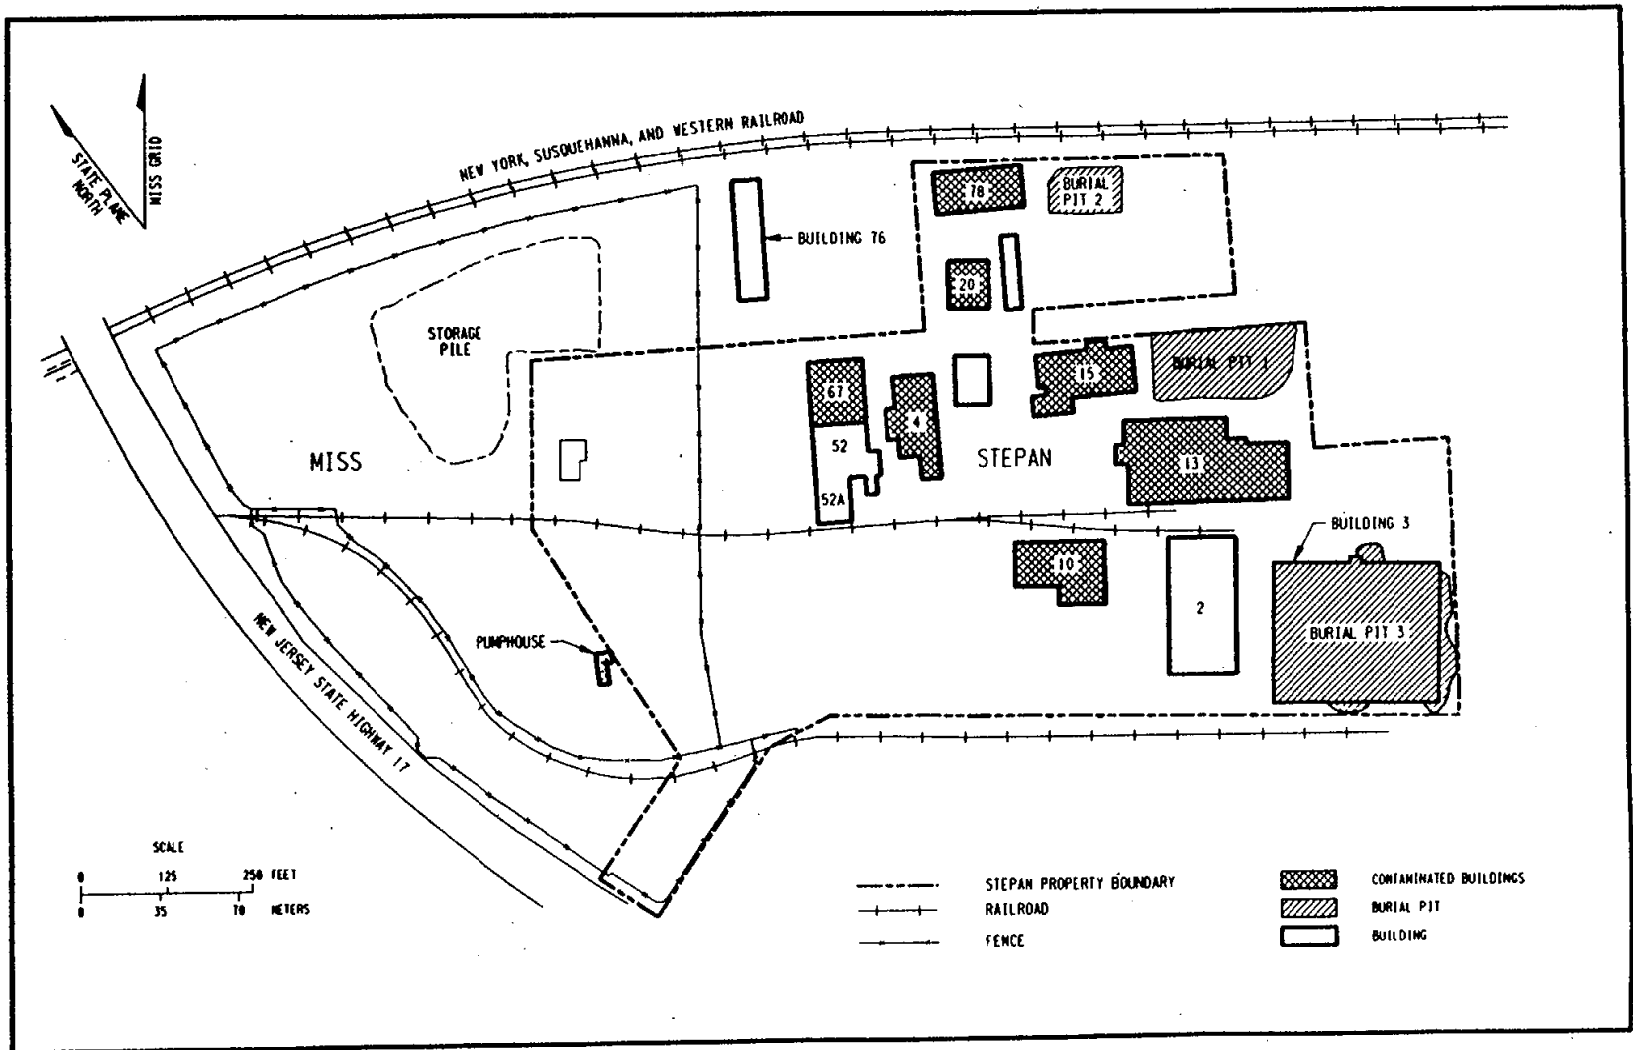 NEW YORK, SUSQUEHANNA, AND WESTERN RAILROAD
MISS GRID
STATE PLANE
NORTH
78
BURIAL
PIT 2
BUILDING 76
20
STORAGE
PILE
BURIAL PIT 1
15
67
4
52
MISS
STEPAN
13
52A
BUILDING 3
10
2
BURIAL PIT 3
PUMPHOUSE
NEW JERSEY STATE HIGHWAY 17
SCALE
0 125 250 FEET
0 35 70 METERS
STEPAN PROPERTY BOUNDARY
RAILROAD
FENCE
CONTAMINATED BUILDINGS
BURIAL PIT
BUILDING